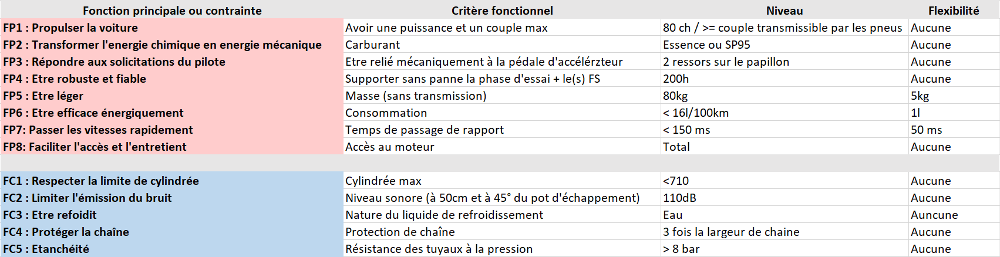 Fonction principale ou contrainte Critère fonctionnel Niveau Flexibilité
FP1 : Propulser la voiture Avoir une puissance et un couple max 80 ch / >= couple transmissible par les pneus Aucune
FP2 : Transformer l'energie chimique en energie mécanique Carburant Essence ou SP95 Aucune
FP3 : Répondre aux solicitations du pilote Etre relié mécaniquement à la pédale d'accélérzteur 2 ressors sur le papillon Aucune
FP4 : Etre robuste et fiable Supporter sans panne la phase d'essai + le(s) FS 200h Aucune
FP5 : Etre léger Masse (sans transmission) 80kg 5kg
FP6 : Etre efficace énergiquement Consommation < 16l/100km 1l
FP7: Passer les vitesses rapidement Temps de passage de rapport < 150 ms 50 ms
FP8: Faciliter l'accès et l'entretient Accès au moteur Total Aucune
FC1 : Respecter la limite de cylindrée Cylindrée max <710 Aucune
FC2 : Limiter l'émission du bruit Niveau sonore (à 50cm et à 45° du pot d'échappement) 110dB Aucune
FC3 : Etre refoidit Nature du liquide de refroidissement Eau Auncune
FC4 : Protéger la chaîne Protection de chaîne 3 fois la largeur de chaine Aucune
FC5 : Etanchéité Résistance des tuyaux à la pression > 8 bar Aucune